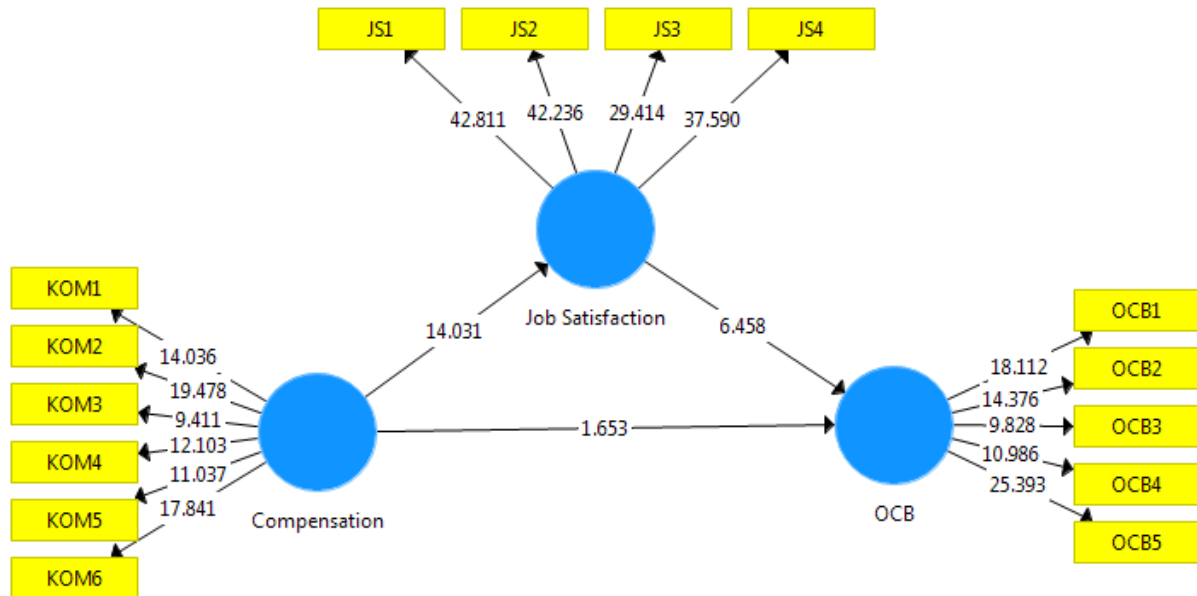 JS1
JS2
JS3
JS4
42.811
42.236
29.414
37.590
Job Satisfaction
14.031
6.458
1.653
KOM1
KOM2
KOM3
KOM4
KOM5
KOM6
14.036
19.478
9.411
12.103
11.037
17.841
Compensation
OCB
18.112
14.376
9.828
10.986
25.393
OCB1
OCB2
OCB3
OCB4
OCB5